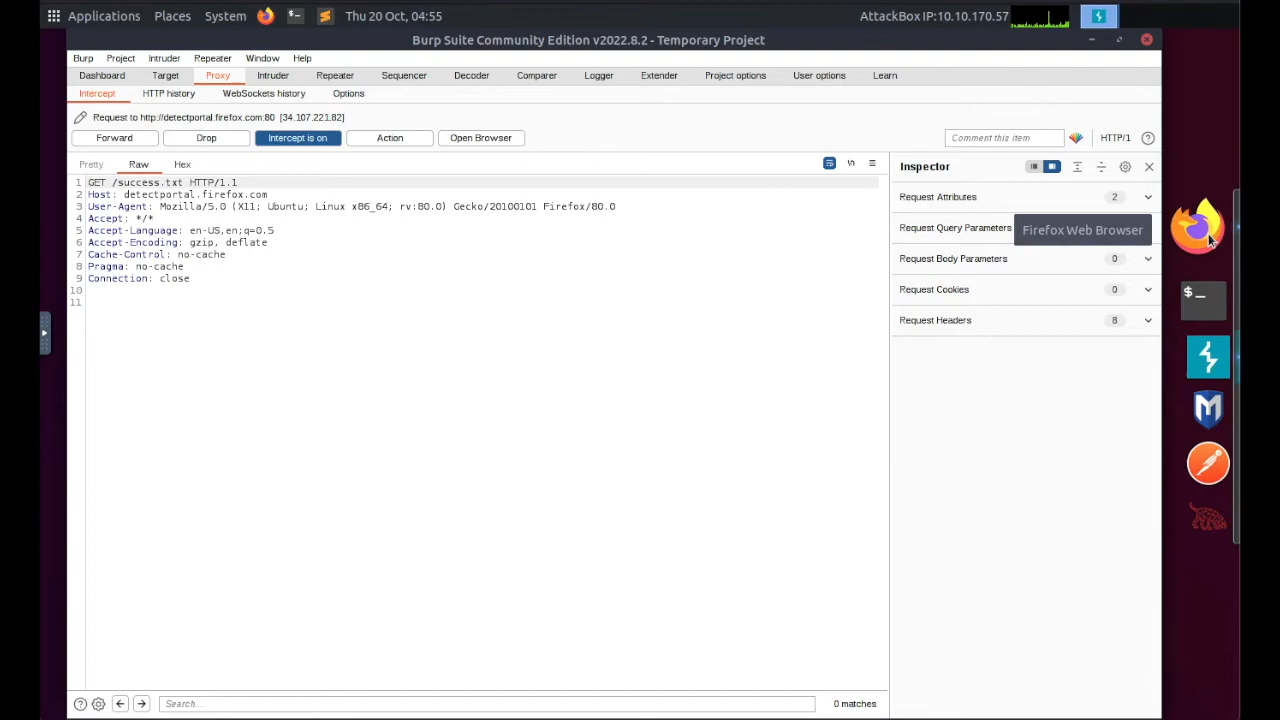 Applications Places System Thu 20 Oct, 04:55 AttackBox IP:10.10.170.57
Burp Suite Community Edition v2022.8.2 - Temporary Project
Burp Project Intruder Repeater Window Help
Dashboard Target Proxy Intruder Repeater Sequencer Decoder Comparer Logger Extender Project options User options Learn
Intercept HTTP history WebSockets history Options
Request to http://detectportal.firefox.com:80 [34.107.221.82]
Forward Drop Intercept is on Action Open Browser Comment this item HTTP/1 ?
Pretty Raw Hex \n
Inspector
1 GET /success.txt HTTP/1.1
2 Host: detectportal.firefox.com
3 User-Agent: Mozilla/5.0 (X11; Ubuntu; Linux x86_64; rv:80.0) Gecko/20100101 Firefox/80.0
4 Accept: */*
5 Accept-Language: en-US,en;q=0.5
6 Accept-Encoding: gzip, deflate
7 Cache-Control: no-cache
8 Pragma: no-cache
9 Connection: close
10
11
Request Attributes 2
Request Query Parameters
Firefox Web Browser
Request Body Parameters 0
Request Cookies 0
Request Headers 8
$_
Search... 0 matches